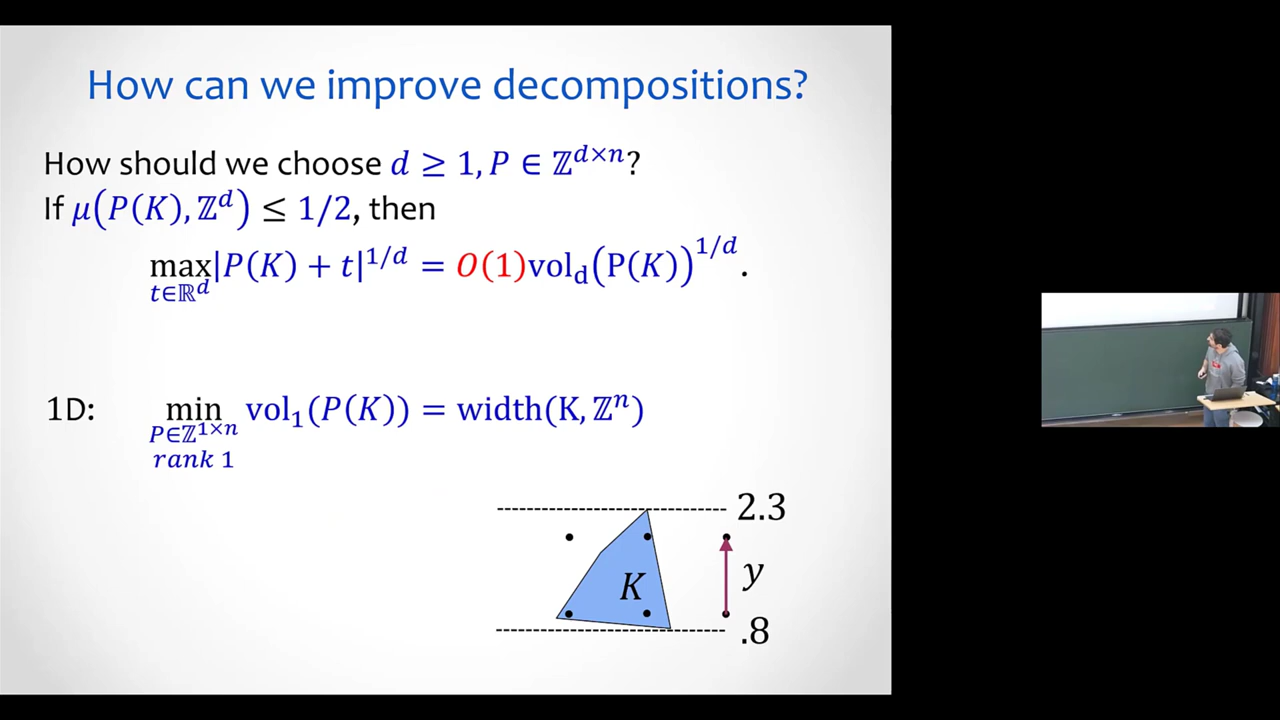 How can we improve decompositions?
How should we choose d ≥ 1, P ∈ ℤ^{d×n}?
If μ(P(K), ℤ^d) ≤ 1/2, then
max_{t∈ℝ^d} |P(K) + t|^{1/d} = O(1)vol_d(P(K))^{1/d}.
1D: min_{P∈ℤ^{1×n} rank 1} vol_1(P(K)) = width(K, ℤ^n)
2.3
K
y
.8